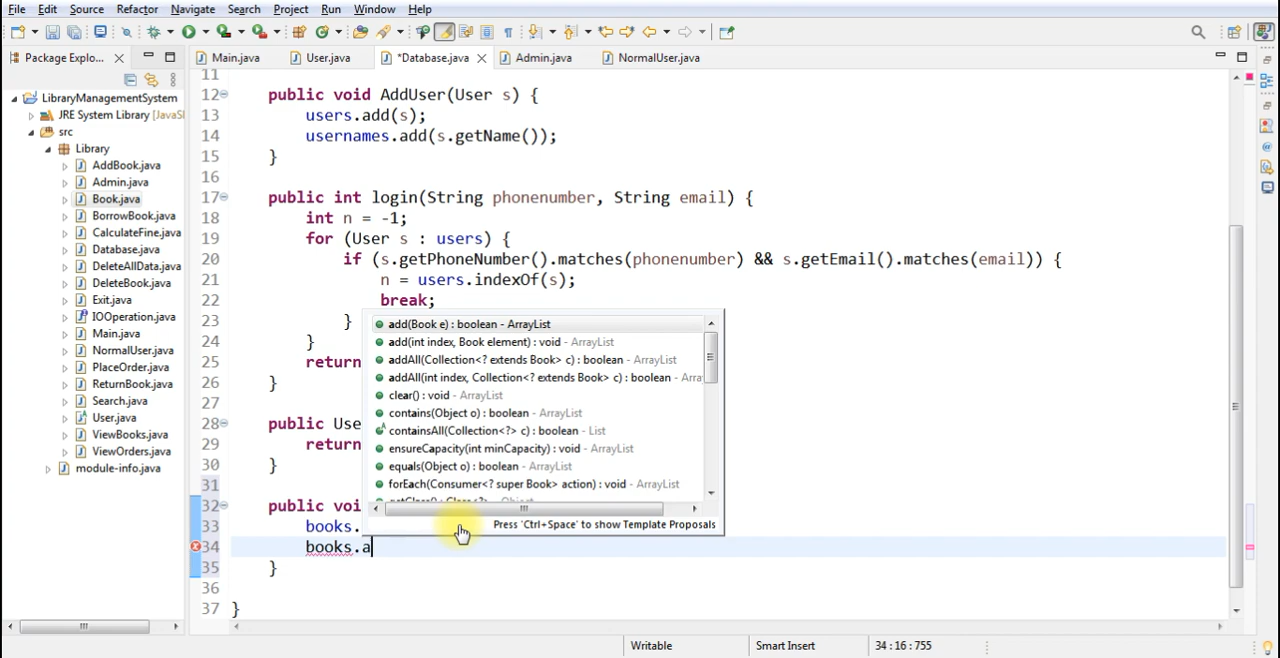 File Edit Source Refactor Navigate Search Project Run Window Help
Package Explo...
Main.java User.java *Database.java Admin.java NormalUser.java
LibraryManagementSystem
JRE System Library [JavaS
src
Library
AddBook.java
Admin.java
Book.java
BorrowBook.java
CalculateFine.java
Database.java
DeleteAllData.java
DeleteBook.java
Exit.java
IOOperation.java
Main.java
NormalUser.java
PlaceOrder.java
ReturnBook.java
Search.java
User.java
ViewBooks.java
ViewOrders.java
module-info.java
11
12 public void AddUser(User s) {
13 users.add(s);
14 usernames.add(s.getName());
15 }
16
17 public int login(String phonenumber, String email) {
18 int n = -1;
19 for (User s : users) {
20 if (s.getPhoneNumber().matches(phonenumber) && s.getEmail().matches(email)) {
21 n = users.indexOf(s);
22 break;
23 }
24 }
25 return
26 }
27
28 public Use
29 return
30 }
31
32 public voi
33 books.
34 books.a
35 }
36
37 }
add(Book e) : boolean - ArrayList
add(int index, Book element) : void - ArrayList
addAll(Collection<? extends Book> c) : boolean - ArrayList
addAll(int index, Collection<? extends Book> c) : boolean - Arra
clear() : void - ArrayList
contains(Object o) : boolean - ArrayList
containsAll(Collection<?> c) : boolean - List
ensureCapacity(int minCapacity) : void - ArrayList
equals(Object o) : boolean - ArrayList
forEach(Consumer<? super Book> action) : void - ArrayList
Press 'Ctrl+Space' to show Template Proposals
Writable Smart Insert 34 : 16 : 755